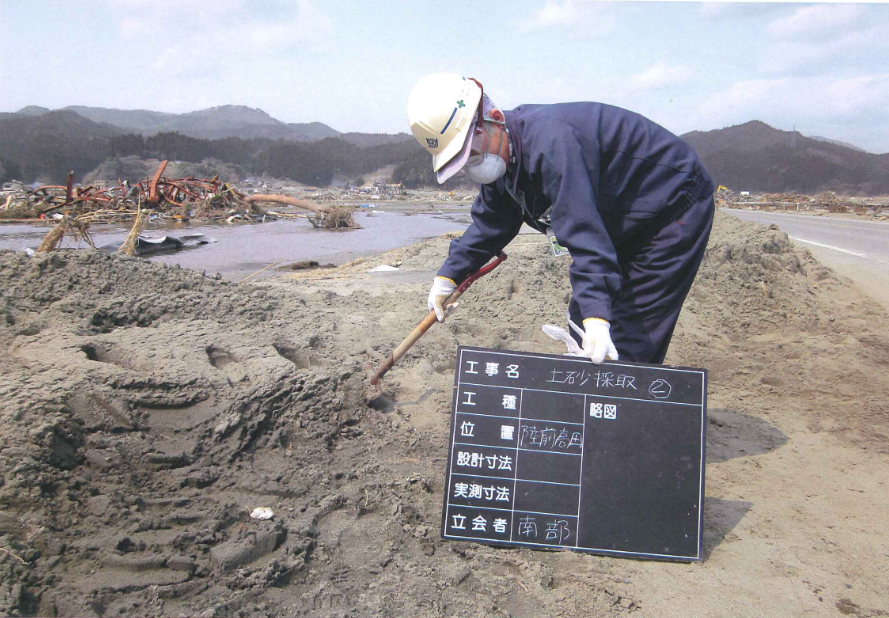 工事名 土砂採取 ②
工種
略図
位置 陸前高田
設計寸法
実測寸法
立会者 南部